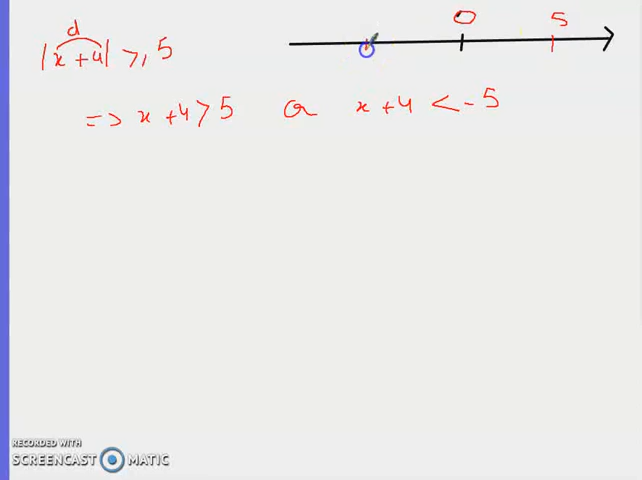 d
|x+4| >, 5
0 5
=> x+4 > 5 or x+4 < -5
RECORDED WITH
SCREENCAST MATIC